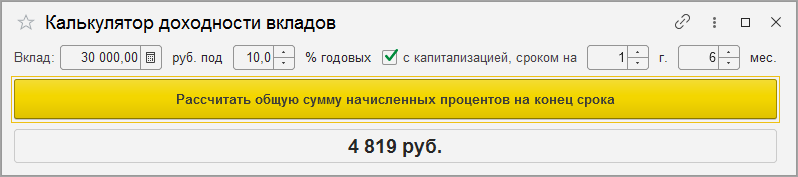 Калькулятор доходности вкладов
Вклад: 30 000,00 руб. под 10,0 % годовых с капитализацией, сроком на 1 г. 6 мес.
Рассчитать общую сумму начисленных процентов на конец срока
4 819 руб.